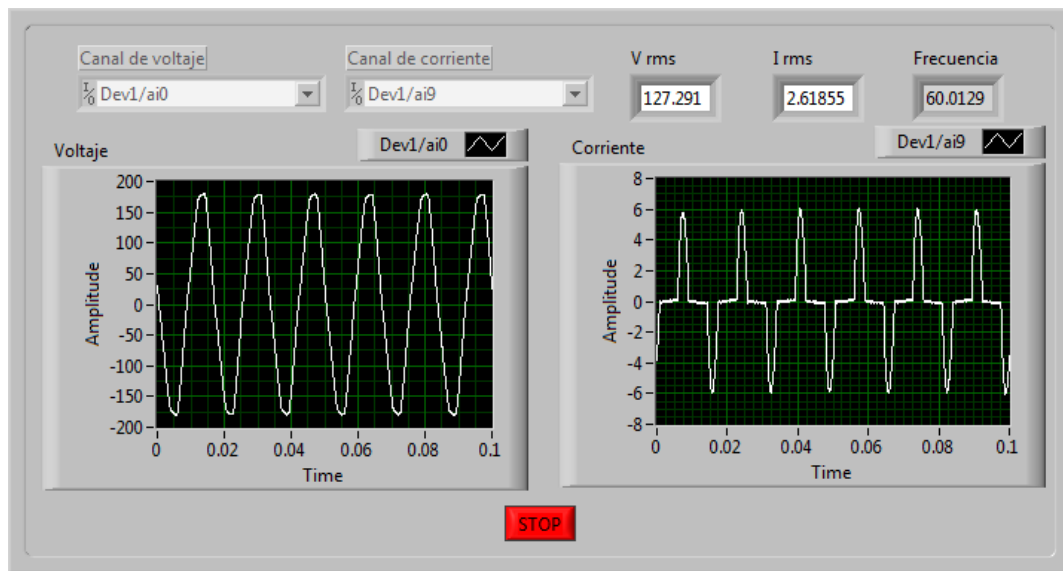 Canal de voltaje
I/O Dev1/ai0
Canal de corriente
I/O Dev1/ai9
V rms
127.291
I rms
2.61855
Frecuencia
60.0129
Voltaje
Dev1/ai0
200
150
100
50
0
-50
-100
-150
-200
Amplitude
0 0.02 0.04 0.06 0.08 0.1
Time
Corriente
Dev1/ai9
8
6
4
2
0
-2
-4
-6
-8
Amplitude
0 0.02 0.04 0.06 0.08 0.1
Time
STOP